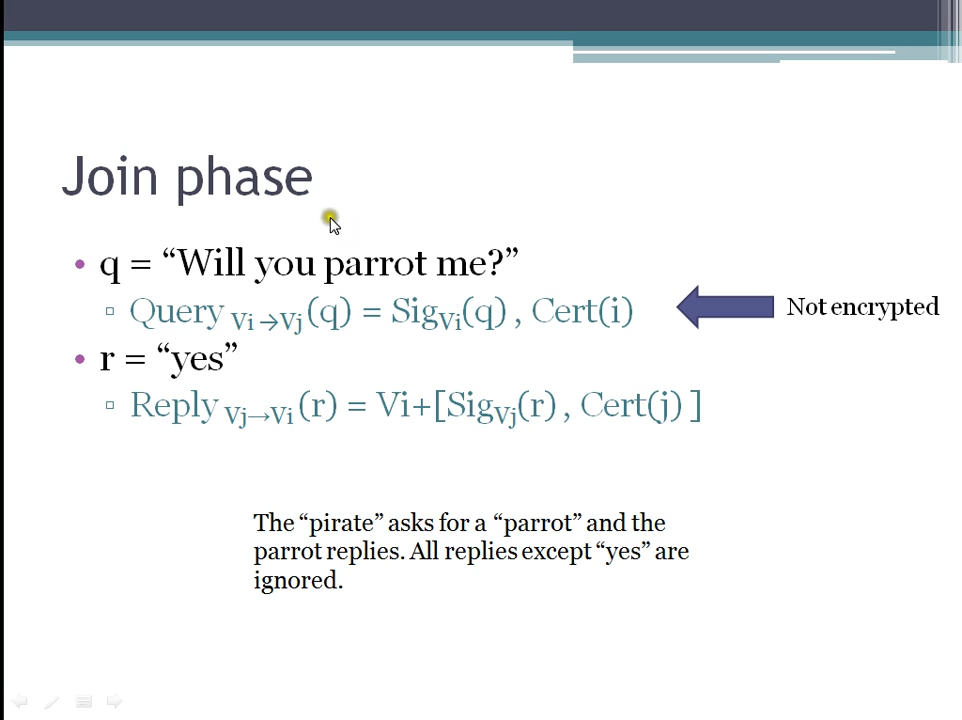 Join phase
• q = “Will you parrot me?”
▫ Query Vi→Vj (q) = SigVi(q) , Cert(i)
Not encrypted
• r = “yes”
▫ Reply Vj→Vi (r) = Vi+[SigVj(r) , Cert(j) ]
The “pirate” asks for a “parrot” and the
parrot replies. All replies except “yes” are
ignored.